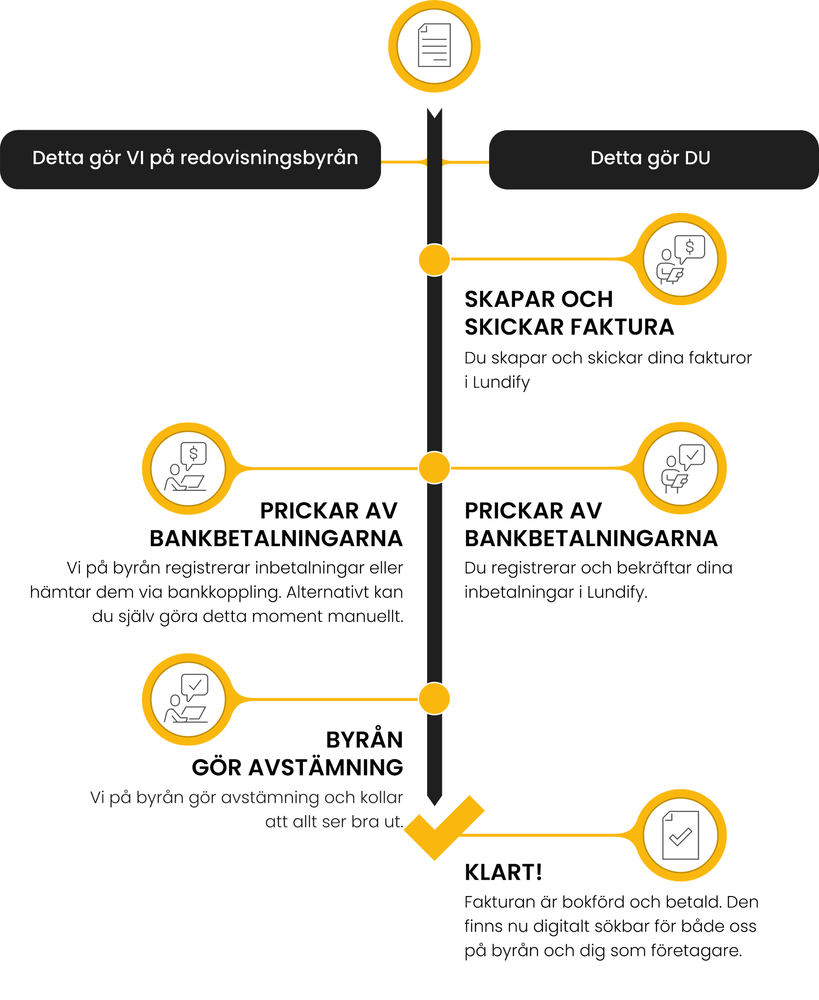 Detta gör VI på redovisningsbyrån
Detta gör DU
SKAPAR OCH
SKICKAR FAKTURA
Du skapar och skickar dina fakturor
i Lundify
PRICKAR AV
BANKBETALNINGARNA
Vi på byrån registrerar inbetalningar eller
hämtar dem via bankkoppling. Alternativt kan
du själv göra detta moment manuellt.
PRICKAR AV
BANKBETALNINGARNA
Du registrerar och bekräftar dina
inbetalningar i Lundify.
BYRÅN
GÖR AVSTÄMNING
Vi på byrån gör avstämning och kollar
att allt ser bra ut.
KLART!
Fakturan är bokförd och betald. Den
finns nu digitalt sökbar för både oss
på byrån och dig som företagare.